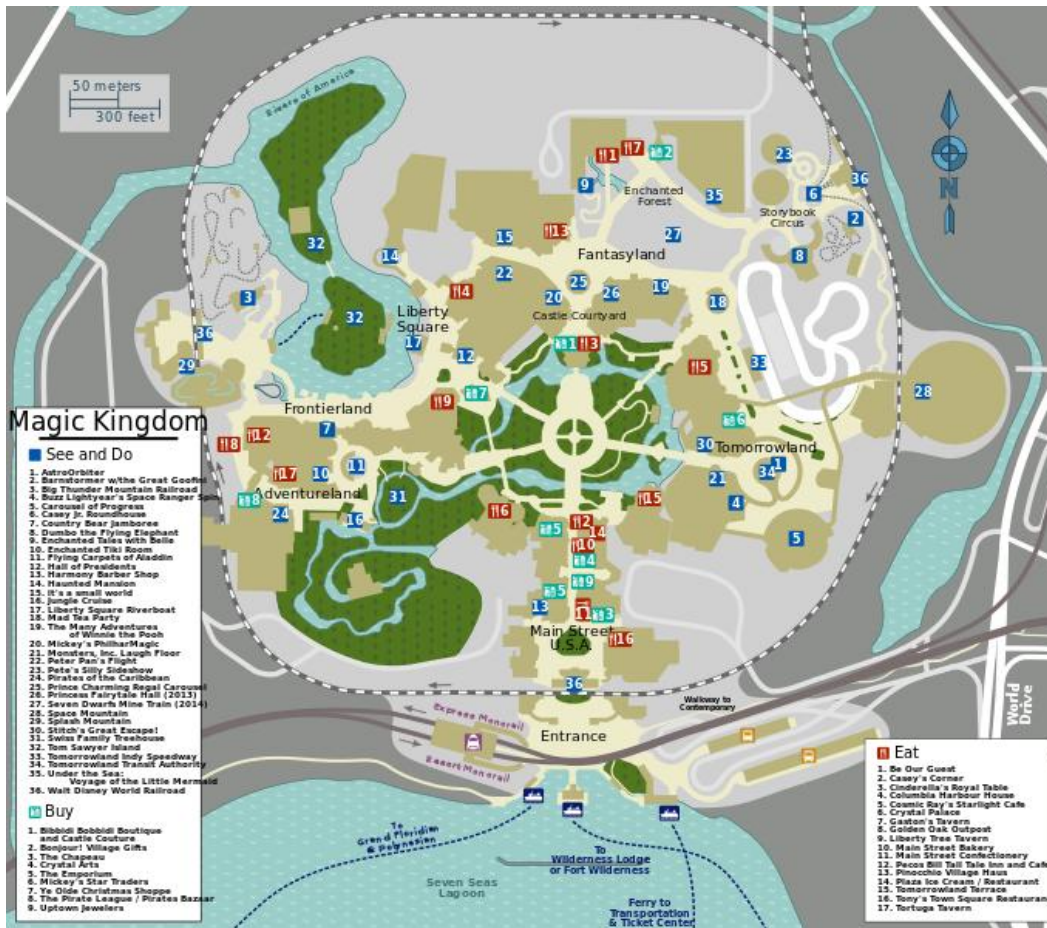 50 meters
300 feet
Rivers of America
N
Enchanted
Forest
Storybook
Circus
Fantasyland
Castle Courtyard
Liberty
Square
Frontierland
Adventureland
Tomorrowland
Main Street
U.S.A.
Entrance
Express Monorail
Resort Monorail
Walkway to
Contemporary
World
Drive
To
Grand Floridian
& Polynesian
To
Wilderness Lodge
or Fort Wilderness
Seven Seas
Lagoon
Ferry to
Transportation
& Ticket Center
Magic Kingdom
See and Do
1. AstroOrbiter
2. Barnstormer w/the Great Goofini
3. Big Thunder Mountain Railroad
4. Buzz Lightyear's Space Ranger Spin
5. Carousel of Progress
6. Casey Jr. Roundhouse
7. Country Bear Jamboree
8. Dumbo the Flying Elephant
9. Enchanted Tales with Belle
10. Enchanted Tiki Room
11. Flying Carpets of Aladdin
12. Hall of Presidents
13. Harmony Barber Shop
14. Haunted Mansion
15. It's a small world
16. Jungle Cruise
17. Liberty Square Riverboat
18. Mad Tea Party
19. The Many Adventures
of Winnie the Pooh
20. Mickey's PhilharMagic
21. Monsters, Inc. Laugh Floor
22. Peter Pan's Flight
23. Pete's Silly Sideshow
24. Pirates of the Caribbean
25. Prince Charming Regal Carousel
26. Princess Fairytale Hall (2013)
27. Seven Dwarfs Mine Train (2014)
28. Space Mountain
29. Splash Mountain
30. Stitch's Great Escape!
31. Swiss Family Treehouse
32. Tom Sawyer Island
33. Tomorrowland Indy Speedway
34. Tomorrowland Transit Authority
35. Under the Sea:
Voyage of the Little Mermaid
36. Walt Disney World Railroad
Buy
1. Bibbidi Bobbidi Boutique
and Castle Couture
2. Bonjour! Village Gifts
3. The Chapeau
4. Crystal Arts
5. The Emporium
6. Mickey's Star Traders
7. Ye Olde Christmas Shoppe
8. The Pirate League / Pirates Bazaar
9. Uptown Jewelers
Eat
1. Be Our Guest
2. Casey's Corner
3. Cinderella's Royal Table
4. Columbia Harbour House
5. Cosmic Ray's Starlight Cafe
6. Crystal Palace
7. Gaston's Tavern
8. Golden Oak Outpost
9. Liberty Tree Tavern
10. Main Street Bakery
11. Main Street Confectionery
12. Pecos Bill Tall Tale Inn and Cafe
13. Pinocchio Village Haus
14. Plaza Ice Cream / Restaurant
15. Tomorrowland Terrace
16. Tony's Town Square Restaurant
17. Tortuga Tavern